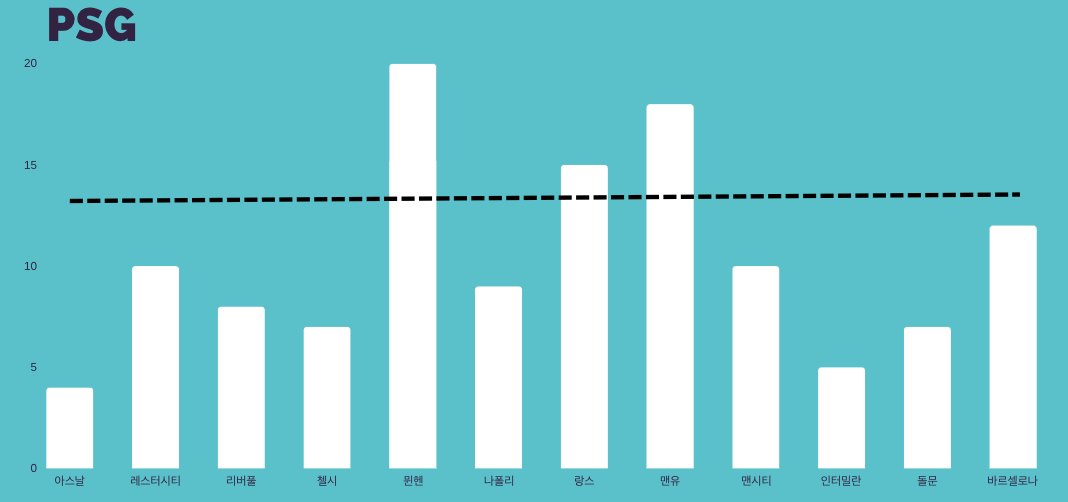 PSG
20
15
10
5
0
아스날
레스터시티
리버풀
첼시
뮌헨
나폴리
랑스
맨유
맨시티
인터밀란
돌문
바르셀로나